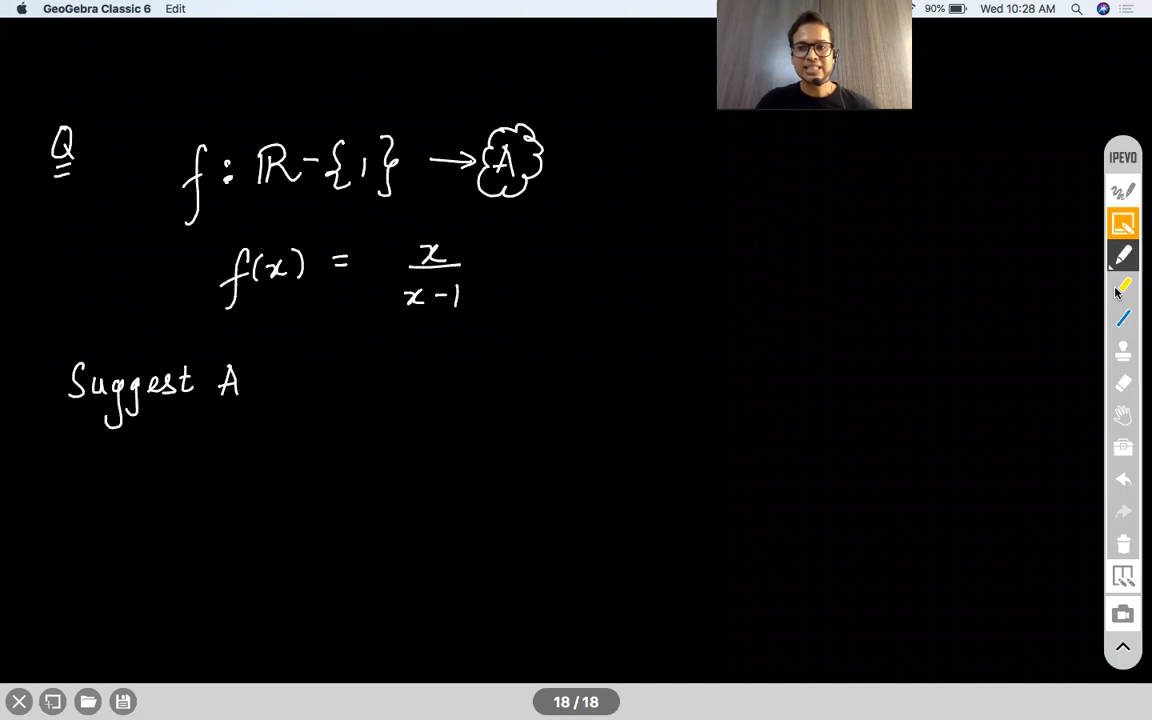 GeoGebra Classic 6 Edit 90% Wed 10:28 AM
Q f : ℝ - {1} → A
f(x) = x / (x - 1)
Suggest A
IPEVO
18 / 18